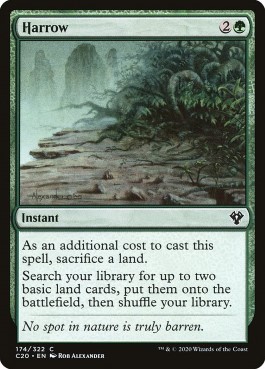 Harrow 2
Instant
As an additional cost to cast this
spell, sacrifice a land.
Search your library for up to two
basic land cards, put them onto the
battlefield, then shuffle your library.
No spot in nature is truly barren.
174/322 C
C20 • EN Rob Alexander
™ & © 2020 Wizards of the Coast